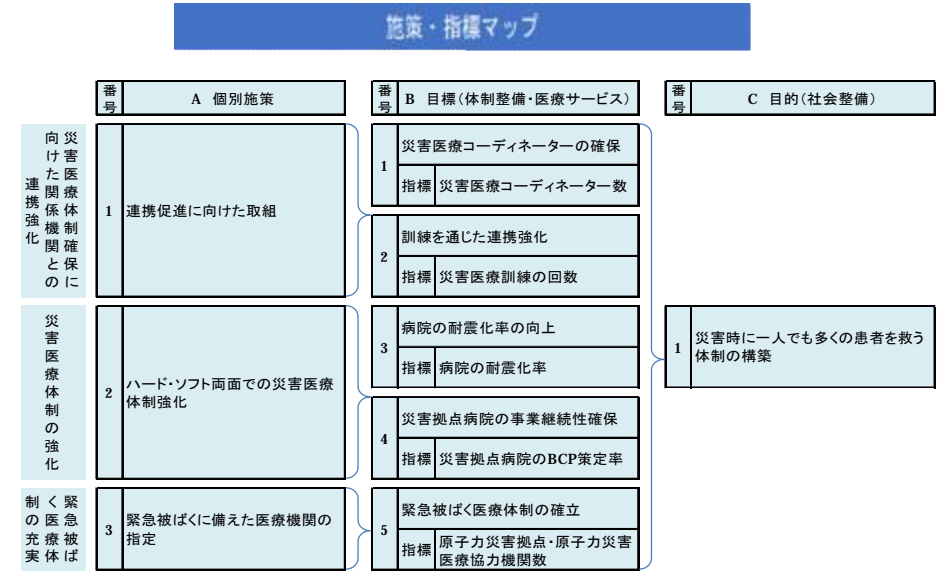 施策・指標マップ
番号
A 個別施策
番号
B 目標(体制整備・医療サービス)
番号
C 目的(社会整備)
災害医療体制確保に
向けた関係機関との
連携強化
1
連携促進に向けた取組
1
災害医療コーディネーターの確保
指標
災害医療コーディネーター数
2
訓練を通じた連携強化
指標
災害医療訓練の回数
災害医療体制の強化
2
ハード・ソフト両面での災害医療
体制強化
3
病院の耐震化率の向上
指標
病院の耐震化率
4
災害拠点病院の事業継続性確保
指標
災害拠点病院のBCP策定率
1
災害時に一人でも多くの患者を救う
体制の構築
緊急被ば
く医療体
制の充実
3
緊急被ばくに備えた医療機関の
指定
5
緊急被ばく医療体制の確立
指標
原子力災害拠点・原子力災害
医療協力機関数